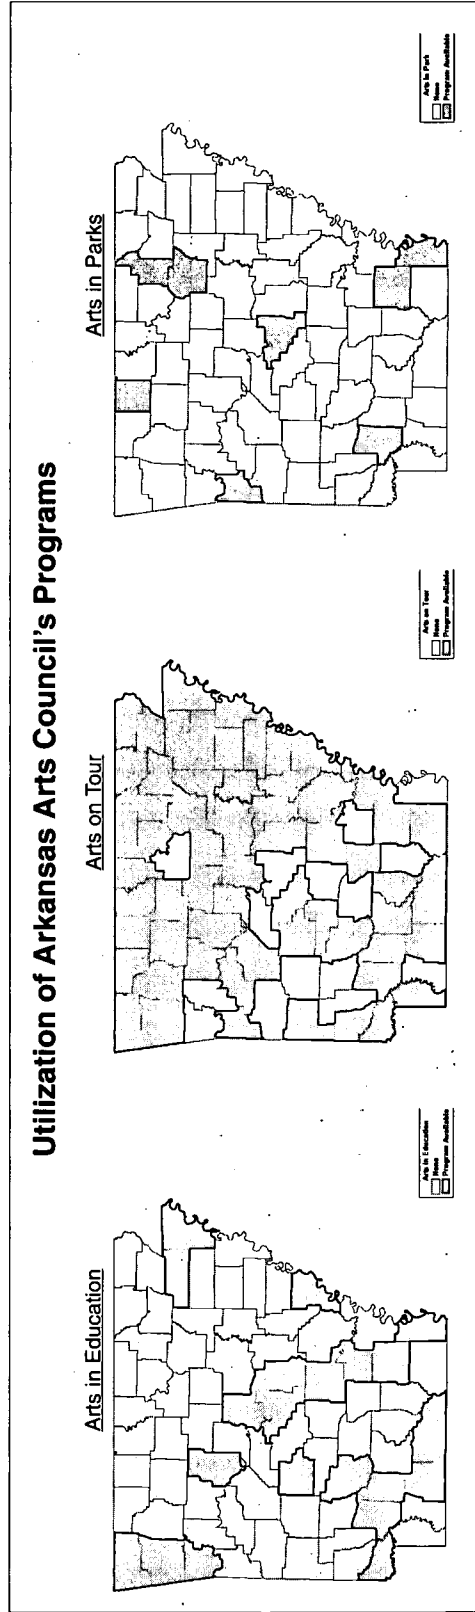 Utilization of Arkansas Arts Council's Programs
Arts in Education
Arts in Education
None
Program Available
Arts on Tour
Arts on Tour
None
Program Available
Arts in Parks
Arts in Park
None
Program Available